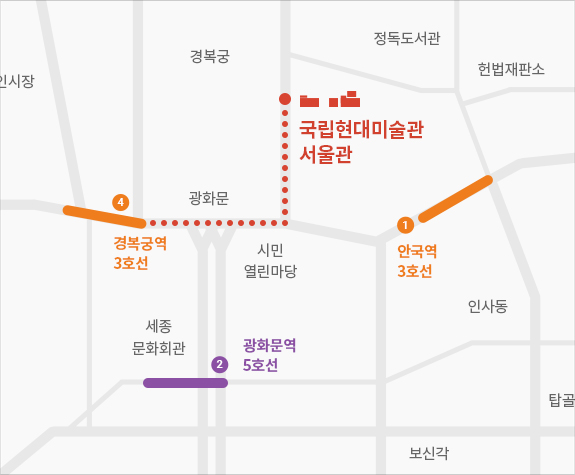 정독도서관
경복궁
헌법재판소
인시장
국립현대미술관
서울관
광화문
4
1
경복궁역
3호선
시민
열린마당
안국역
3호선
인사동
세종
문화회관
광화문역
5호선
2
탑골
보신각